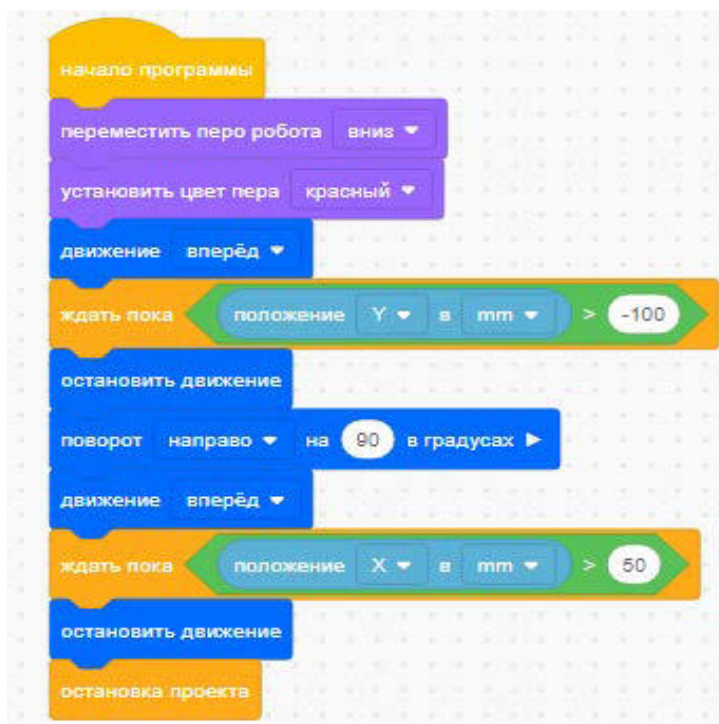 начало программы
переместить перо робота вниз
установить цвет пера красный
движение вперёд
ждать пока положение Y в mm > -100
остановить движение
поворот направо на 90 в градусах
движение вперёд
ждать пока положение X в mm > 50
остановить движение
остановка проекта